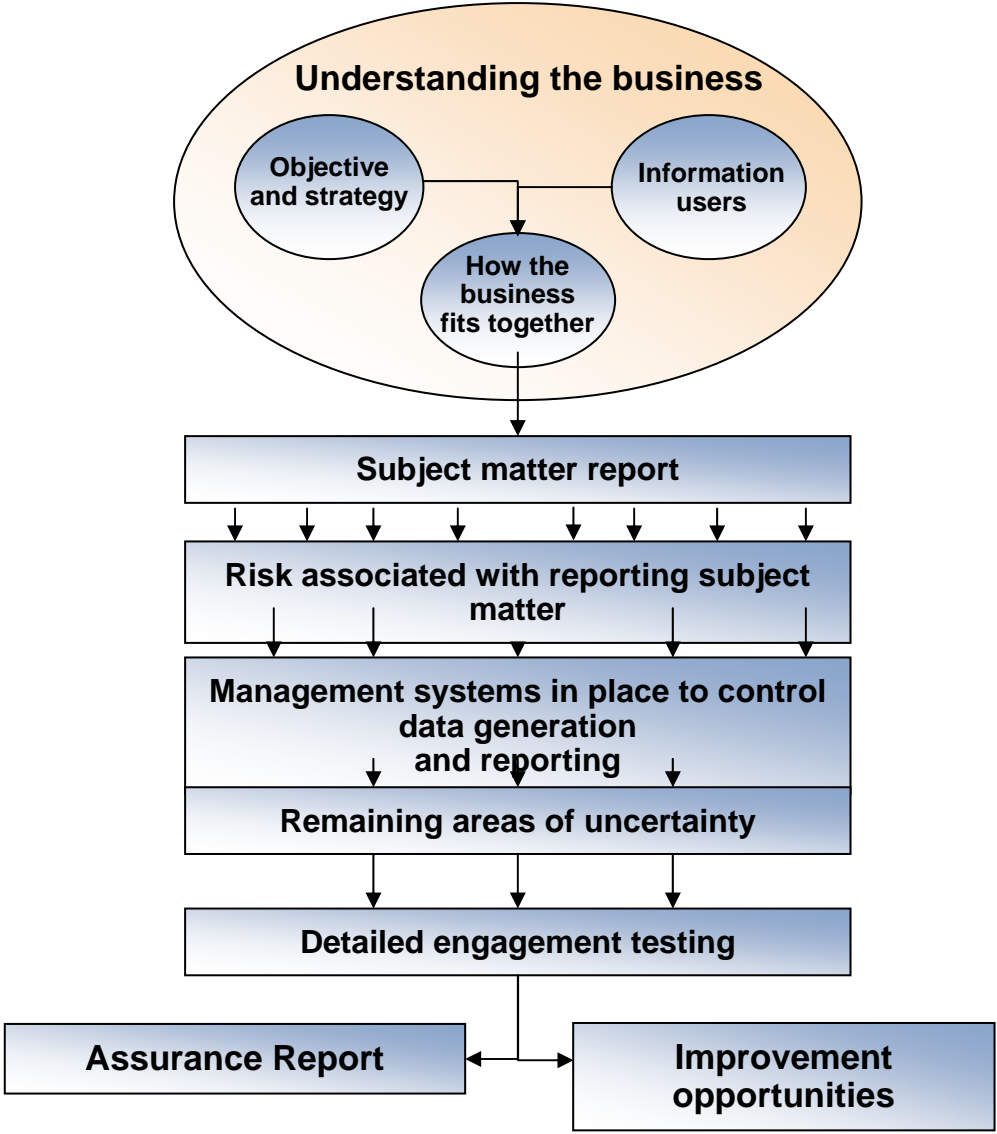 Understanding the business
Objective
and strategy
Information
users
How the
business
fits together
Subject matter report
Risk associated with reporting subject
matter
Management systems in place to control
data generation
and reporting
Remaining areas of uncertainty
Detailed engagement testing
Assurance Report
Improvement
opportunities